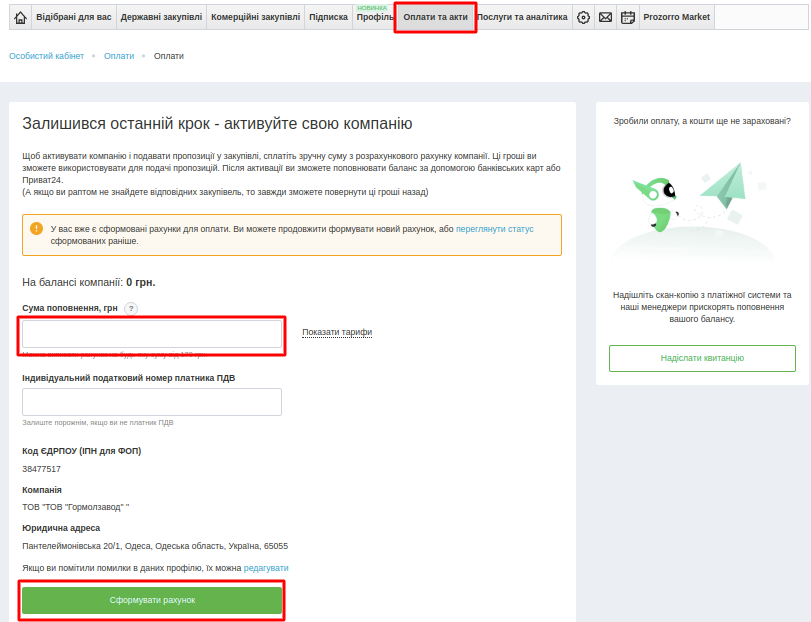 Відібрані для вас Державні закупівлі Комерційні закупівлі Підписка НОВИНКА Профіль Оплати та акти Послуги та аналітика Prozorro Market
Особистий кабінет • Оплати • Оплати
Залишився останній крок - активуйте свою компанію
Щоб активувати компанію і подавати пропозиції у закупівлі, сплатіть зручну суму з розрахункового рахунку компанії. Ці гроші ви
зможете використовувати для подачі пропозицій. Після активації ви зможете поповнювати баланс за допомогою банківських карт або
Приват24.
(А якщо ви раптом не знайдете відповідних закупівель, то завжди зможете повернути ці гроші назад)
У вас вже є сформовані рахунки для оплати. Ви можете продовжити формувати новий рахунок, або переглянути статус
сформованих раніше.
На балансі компанії: 0 грн.
Сума поповнення, грн ?
Показати тарифи
Індивідуальний податковий номер платника ПДВ
Залиште порожнім, якщо ви не платник ПДВ
Код ЄДРПОУ (ІПН для ФОП)
38477517
Компанія
ТОВ "ТОВ "Гормолзавод" "
Юридична адреса
Пантелеймонівська 20/1, Одеса, Одеська область, Україна, 65055
Якщо ви помітили помилки в даних профілю, їх можна редагувати
Сформувати рахунок
Зробили оплату, а кошти ще не зараховані?
Надішліть скан-копію з платіжної системи та
наші менеджери прискорять поповнення
вашого балансу.
Надіслати квитанцію